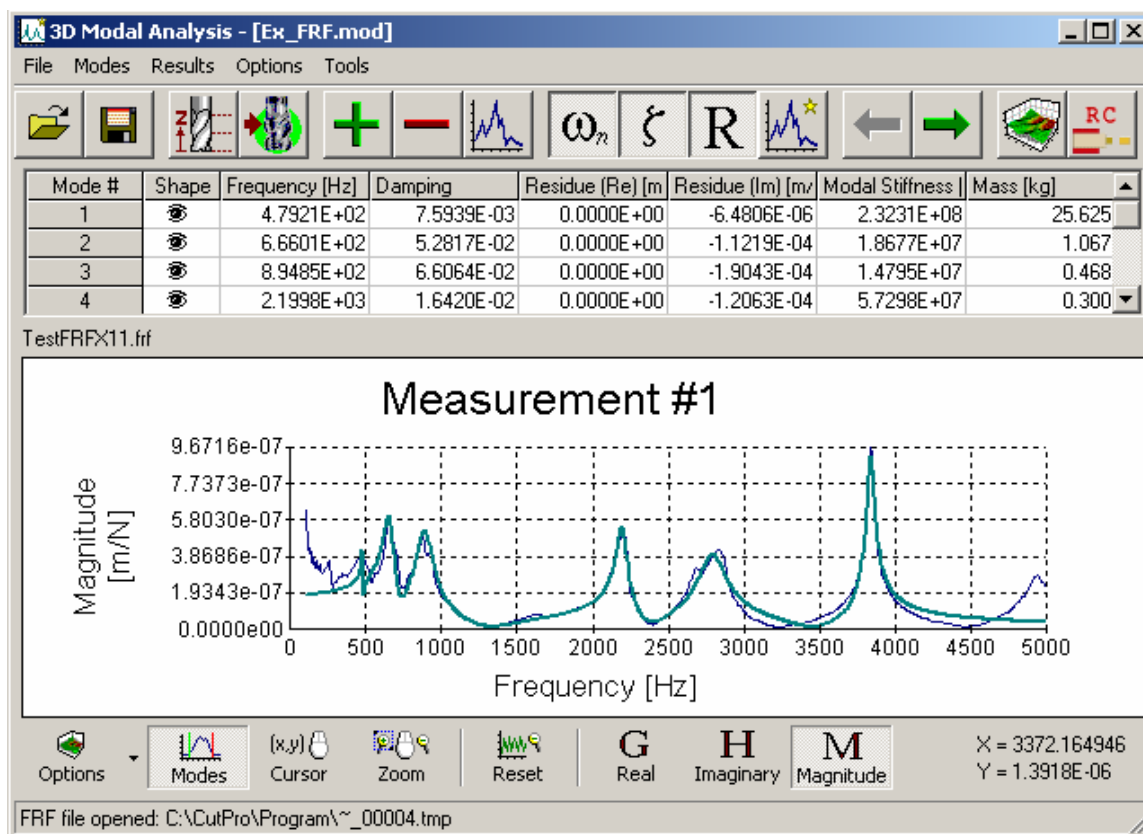 3D Modal Analysis - [Ex_FRF.mod]
File Modes Results Options Tools
Z ωn ζ R RC
Mode # Shape Frequency [Hz] Damping Residue (Re) [m Residue (Im) [m/ Modal Stiffness | Mass [kg]
1 4.7921E+02 7.5939E-03 0.0000E+00 -6.4806E-06 2.3231E+08 25.625
2 6.6601E+02 5.2817E-02 0.0000E+00 -1.1219E-04 1.8677E+07 1.067
3 8.9485E+02 6.6064E-02 0.0000E+00 -1.9043E-04 1.4795E+07 0.468
4 2.1998E+03 1.6420E-02 0.0000E+00 -1.2063E-04 5.7298E+07 0.300
TestFRFX11.frf
Measurement #1
Magnitude
[m/N]
9.6716e-07
7.7373e-07
5.8030e-07
3.8686e-07
1.9343e-07
0.0000e00
0 500 1000 1500 2000 2500 3000 3500 4000 4500 5000
Frequency [Hz]
(x,y) G H M
Options Modes Cursor Zoom Reset Real Imaginary Magnitude
X = 3372.164946
Y = 1.3918E-06
FRF file opened: C:\CutPro\Program\~_00004.tmp